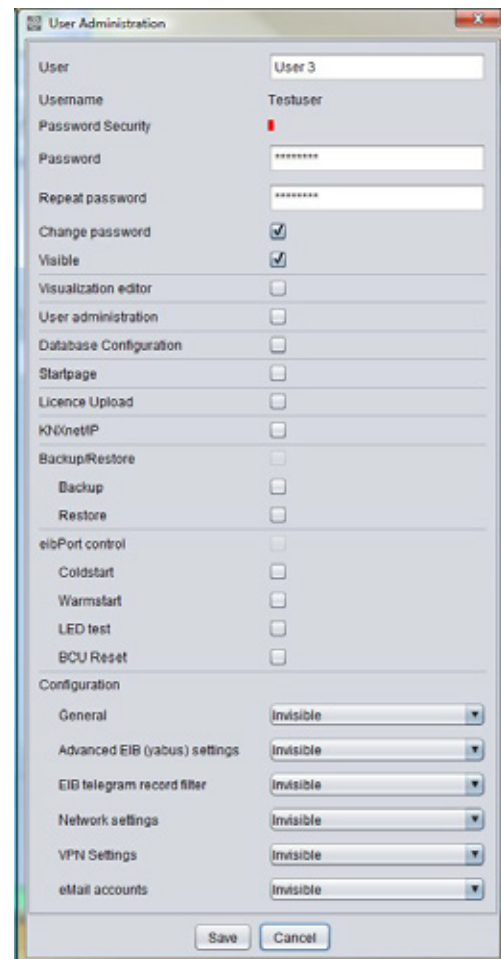 User Administration
User User 3
Username Testuser
Password Security
Password ********
Repeat password ********
Change password
Visible
Visualization editor
User administration
Database Configuration
Startpage
Licence Upload
KNXnet/IP
Backup/Restore
Backup
Restore
eibPort control
Coldstart
Warmstart
LED test
BCU Reset
Configuration
General Invisible
Advanced EIB (yabus) settings Invisible
EIB telegram record filter Invisible
Network settings Invisible
VPN Settings Invisible
eMail accounts Invisible
Save Cancel